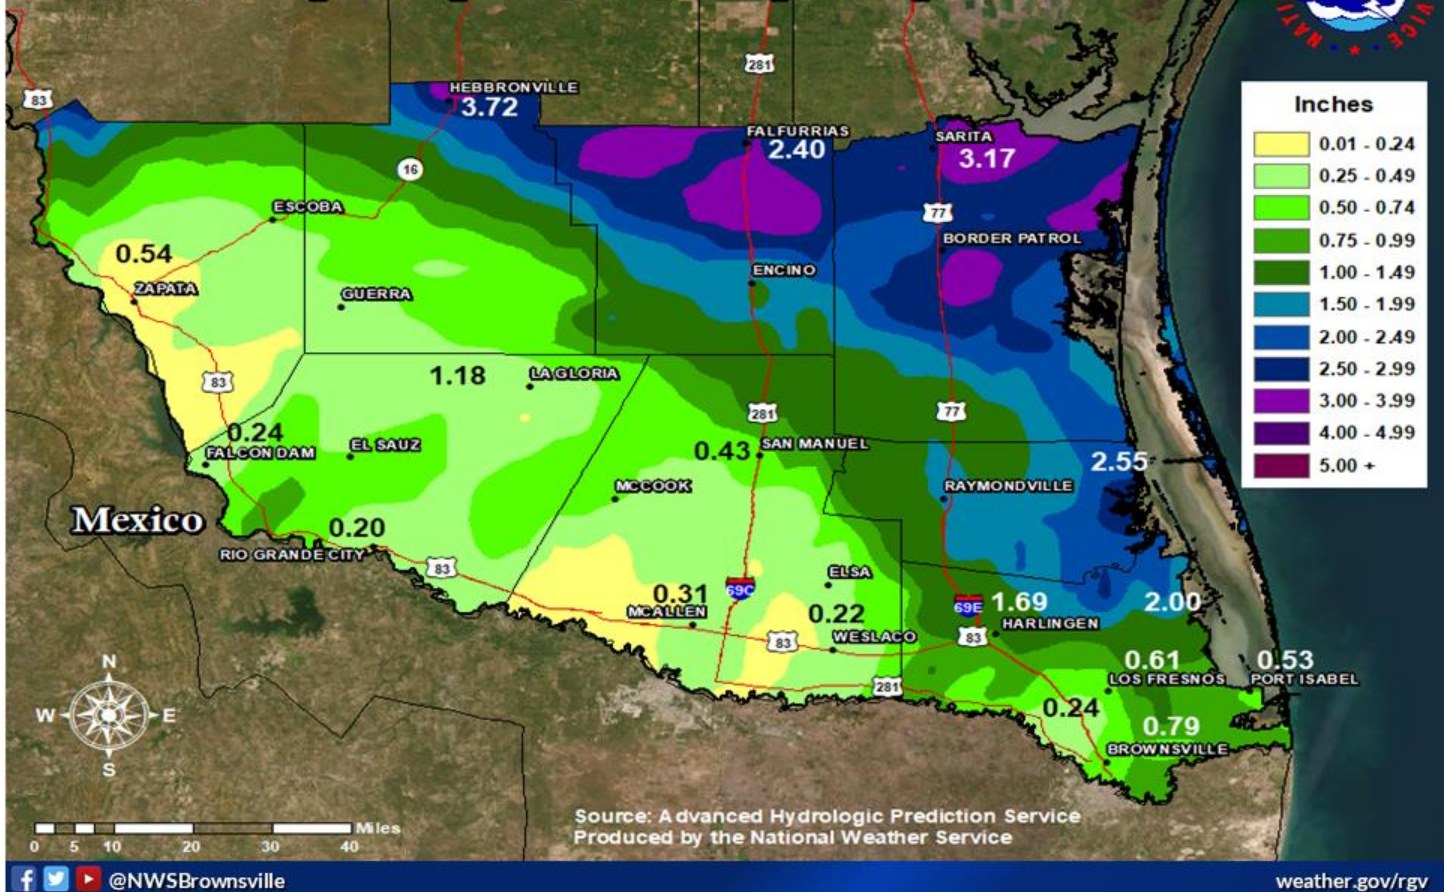 NATI
VICE
83
281
HEBBRONVILLE
3.72
FALFURRIAS
2.40
SARITA
3.17
16
ESCOBA
77
0.54
BORDER PATROL
ZAPATA
ENCINO
GUERRA
1.18
LA GLORIA
83
281
77
0.24
FALCON DAM
EL SAUZ
0.43
SAN MANUEL
2.55
MCCOOK
RAYMONDVILLE
Mexico
0.20
RIO GRANDE CITY
83
ELSA
69C
0.31
MCALLEN
0.22
69E
1.69
2.00
HARLINGEN
83
WESLACO
83
281
0.61
LOS FRESNOS
0.53
PORT ISABEL
0.24
0.79
BROWNSVILLE
Inches
0.01 - 0.24
0.25 - 0.49
0.50 - 0.74
0.75 - 0.99
1.00 - 1.49
1.50 - 1.99
2.00 - 2.49
2.50 - 2.99
3.00 - 3.99
4.00 - 4.99
5.00 +
N
W E
S
Miles
0 5 10 20 30 40
Source: Advanced Hydrologic Prediction Service
Produced by the National Weather Service
@NWSBrownsville
weather.gov/rgv